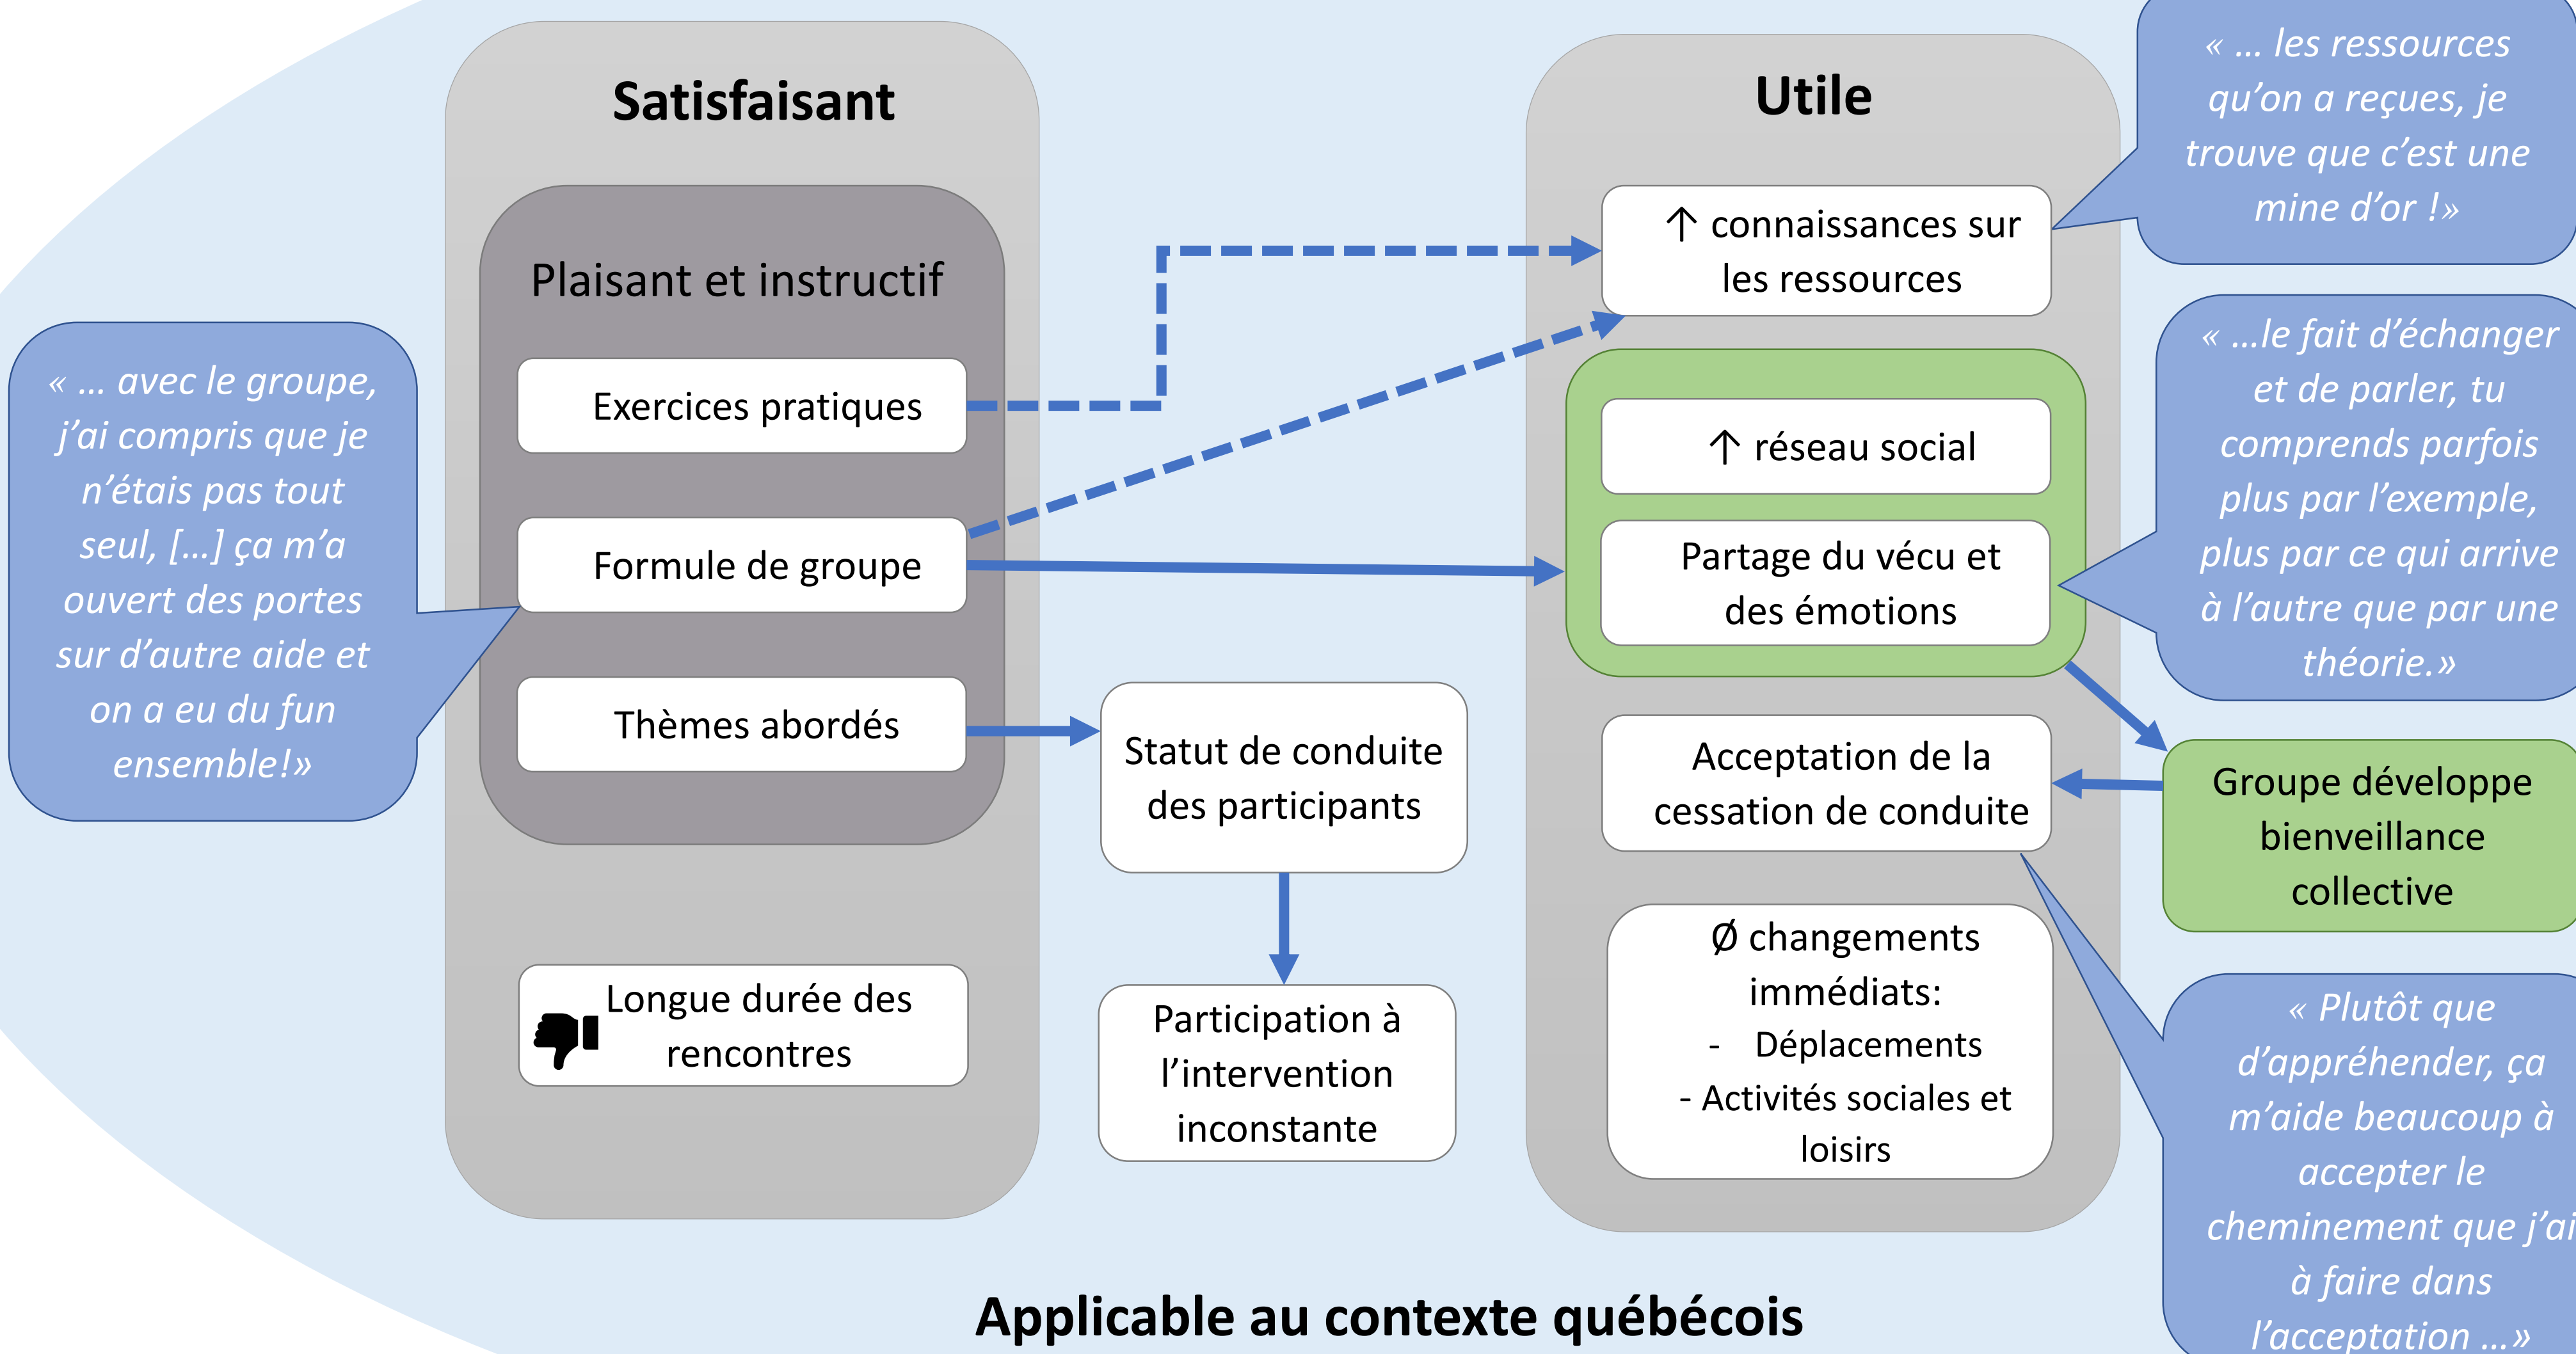 Satisfaisant
Plaisant et instructif
Exercices pratiques
Formule de groupe
Thèmes abordés
Longue durée des
rencontres
« ... avec le groupe,
j’ai compris que je
n’étais pas tout
seul, [...] ça m’a
ouvert des portes
sur d’autre aide et
on a eu du fun
ensemble!»
Statut de conduite
des participants
Participation à
l’intervention
inconstante
Utile
↑ connaissances sur
les ressources
↑ réseau social
Partage du vécu et
des émotions
Acceptation de la
cessation de conduite
Ø changements
immédiats:
- Déplacements
- Activités sociales et
loisirs
« ... les ressources
qu’on a reçues, je
trouve que c’est une
mine d’or !»
« ...le fait d’échanger
et de parler, tu
comprends parfois
plus par l’exemple,
plus par ce qui arrive
à l’autre que par une
théorie.»
Groupe développe
bienveillance
collective
« Plutôt que
d’appréhender, ça
m’aide beaucoup à
accepter le
cheminement que j’ai
à faire dans
l’acceptation ...»
Applicable au contexte québécois